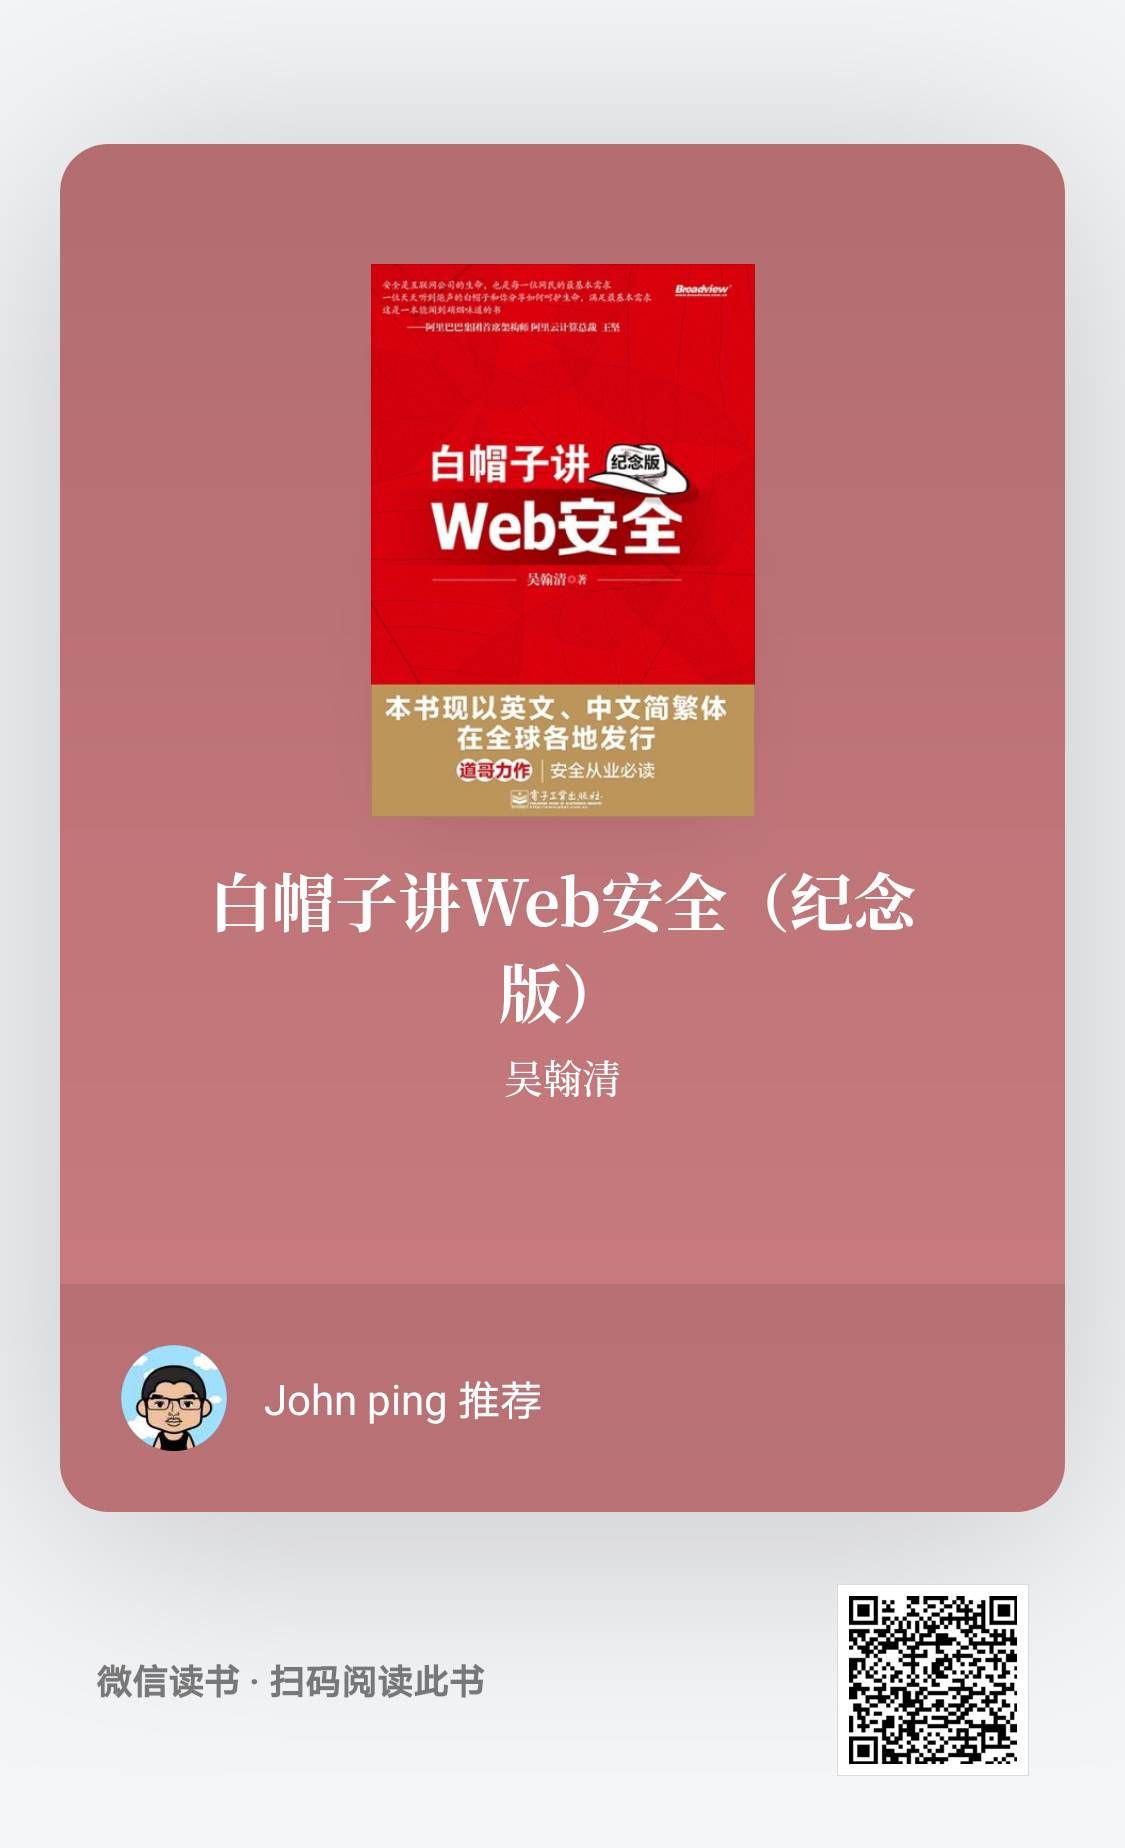 安全是互联网公司的生命，也是每一位网民的最基本需求
一位天天听到炮声的白帽子和你分享如何呵护生命，满足最基本需求
这是一本能闻到硝烟味道的书
——阿里巴巴集团首席架构师 阿里云计算总裁 王坚
Broadview
www.broadview.com.cn
白帽子讲
纪念版
Web安全
吴翰清◎著
本书现以英文、中文简繁体
在全球各地发行
道哥力作 | 安全从业必读
电子工业出版社
白帽子讲Web安全（纪念
版）
吴翰清
John ping 推荐
微信读书 · 扫码阅读此书